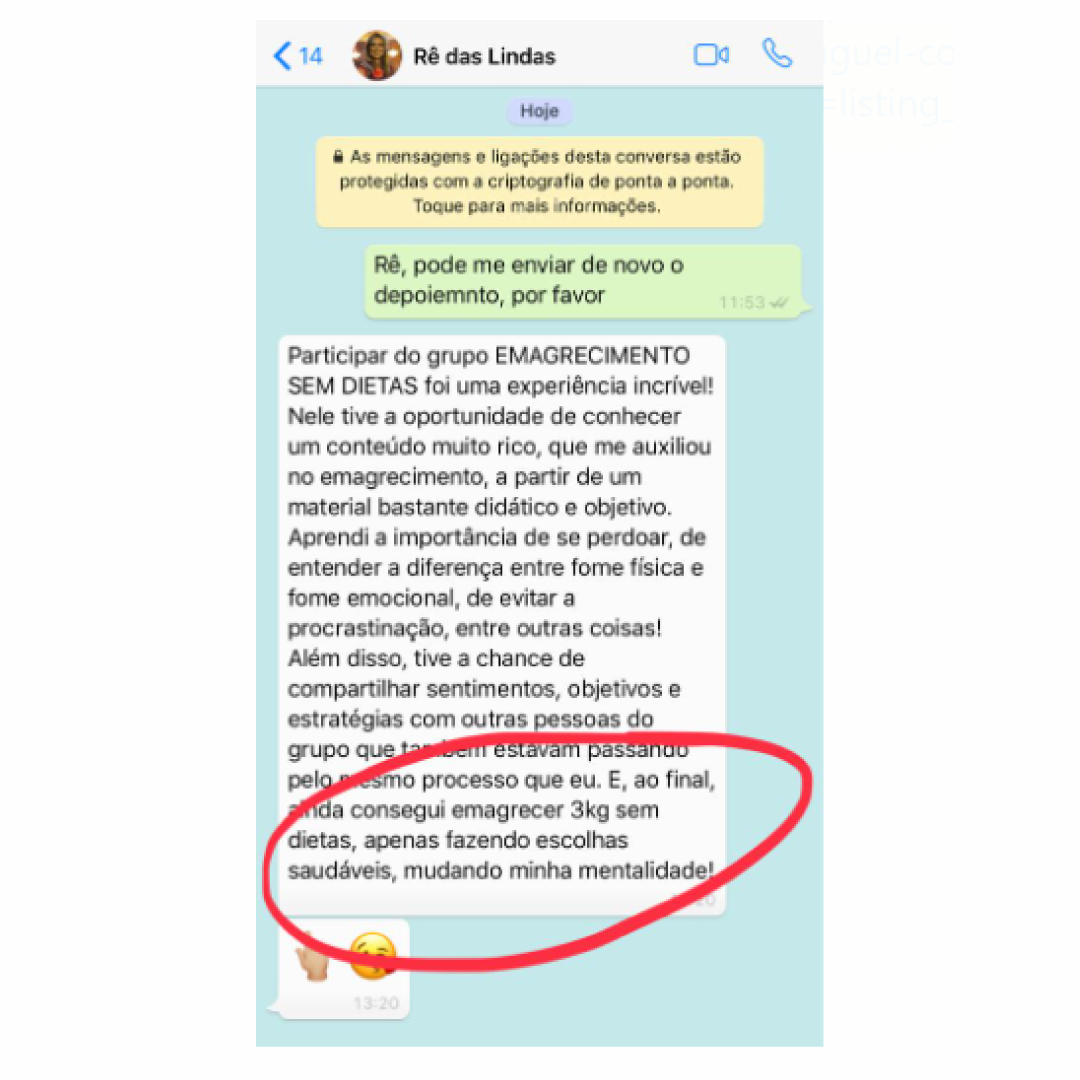 14
Rê das Lindas
guel-co
=listing_
Hoje
As mensagens e ligações desta conversa estão
protegidas com a criptografia de ponta a ponta.
Toque para mais informações.
Rê, pode me enviar de novo o
depoiemnto, por favor
11:53
Participar do grupo EMAGRECIMENTO
SEM DIETAS foi uma experiência incrível!
Nele tive a oportunidade de conhecer
um conteúdo muito rico, que me auxiliou
no emagrecimento, a partir de um
material bastante didático e objetivo.
Aprendi a importância de se perdoar, de
entender a diferença entre fome física e
fome emocional, de evitar a
procrastinação, entre outras coisas!
Além disso, tive a chance de
compartilhar sentimentos, objetivos e
estratégias com outras pessoas do
grupo que também estavam passando
pelo mesmo processo que eu. E, ao final,
ainda consegui emagrecer 3kg sem
dietas, apenas fazendo escolhas
saudáveis, mudando minha mentalidade!
13:20